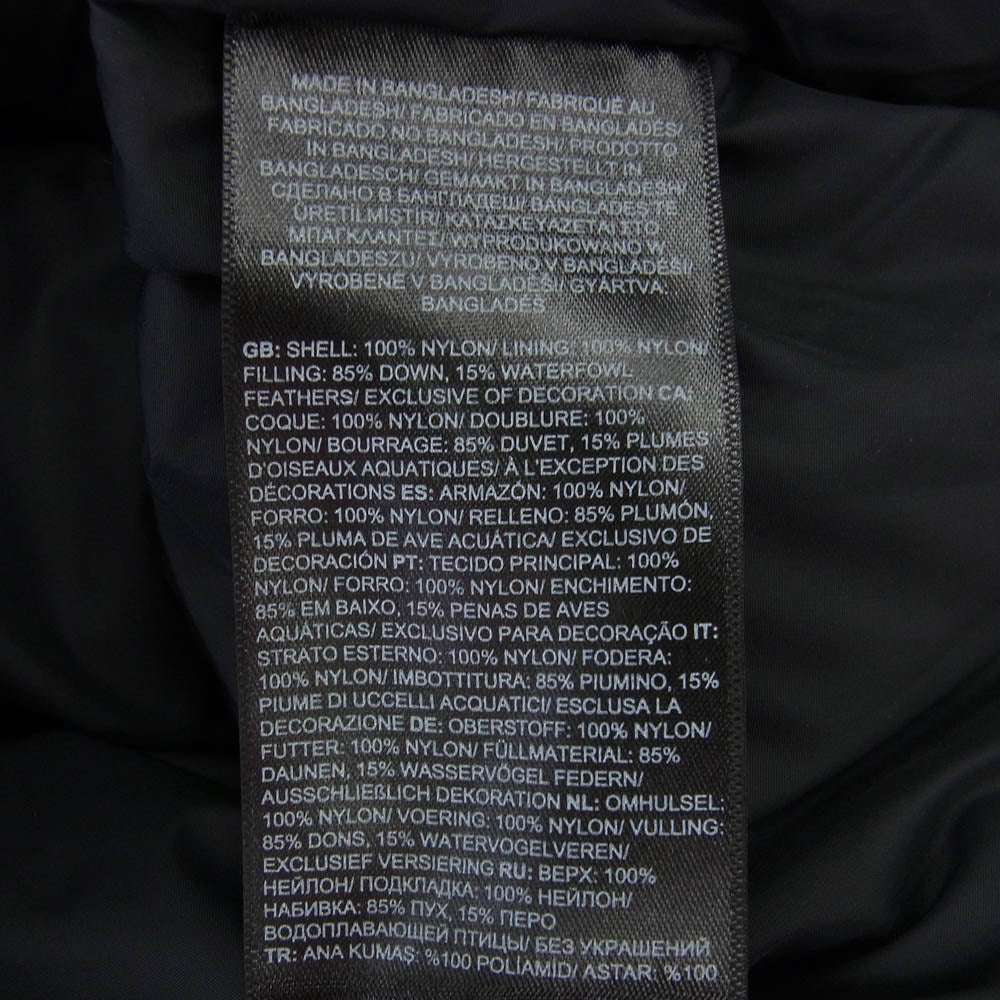 MADE IN BANGLADESH/ FABRIQUÉ AU
BANGLADESH/ FABRICADO EN BANGLADÉS/
FABRICADO NO BANGLADESH/ PRODOTTO
IN BANGLADESH/ HERGESTELLT IN
BANGLADESCH/ GEMAAKT IN BANGLADESH/
СДЕЛАНО В БАНГЛАДЕШ/ BANGLADEŞ'TE
ÜRETİLMİŞTİR/ ΚΑΤΑΣΚΕΥΑΖΕΤΑΙ ΣΤΟ
ΜΠΑΓΚΛΑΝΤΕΣ/ WYPRODUKOWANO W
BANGLADESZU/ VYROBENO V BANGLADÉŠI/
VYROBENÉ V BANGLADÉŠI/ GYÁRTVA:
BANGLADES
GB: SHELL: 100% NYLON/ LINING: 100% NYLON/
FILLING: 85% DOWN, 15% WATERFOWL
FEATHERS/ EXCLUSIVE OF DECORATION CA:
COQUE: 100% NYLON/ DOUBLURE: 100%
NYLON/ BOURRAGE: 85% DUVET, 15% PLUMES
D'OISEAUX AQUATIQUES/ À L'EXCEPTION DES
DÉCORATIONS ES: ARMAZÓN: 100% NYLON/
FORRO: 100% NYLON/ RELLENO: 85% PLUMÓN,
15% PLUMA DE AVE ACUÁTICA/ EXCLUSIVO DE
DECORACIÓN PT: TECIDO PRINCIPAL: 100%
NYLON/ FORRO: 100% NYLON/ ENCHIMENTO:
85% EM BAIXO, 15% PENAS DE AVES
AQUÁTICAS/ EXCLUSIVO PARA DECORAÇÃO IT:
STRATO ESTERNO: 100% NYLON/ FODERA:
100% NYLON/ IMBOTTITURA: 85% PIUMINO, 15%
PIUME DI UCCELLI ACQUATICI/ ESCLUSA LA
DECORAZIONE DE: OBERSTOFF: 100% NYLON/
FUTTER: 100% NYLON/ FÜLLMATERIAL: 85%
DAUNEN, 15% WASSERVÖGEL FEDERN/
AUSSCHLIEßLICH DEKORATION NL: OMHULSEL:
100% NYLON/ VOERING: 100% NYLON/ VULLING:
85% DONS, 15% WATERVOGELVEREN/
EXCLUSIEF VERSIERING RU: ВЕРХ: 100%
НЕЙЛОН/ ПОДКЛАДКА: 100% НЕЙЛОН/
НАБИВКА: 85% ПУХ, 15% ПЕРО
ВОДОПЛАВАЮЩЕЙ ПТИЦЫ/ БЕЗ УКРАШЕНИЙ
TR: ANA KUMAŞ: %100 POLİAMİD/ ASTAR: %100